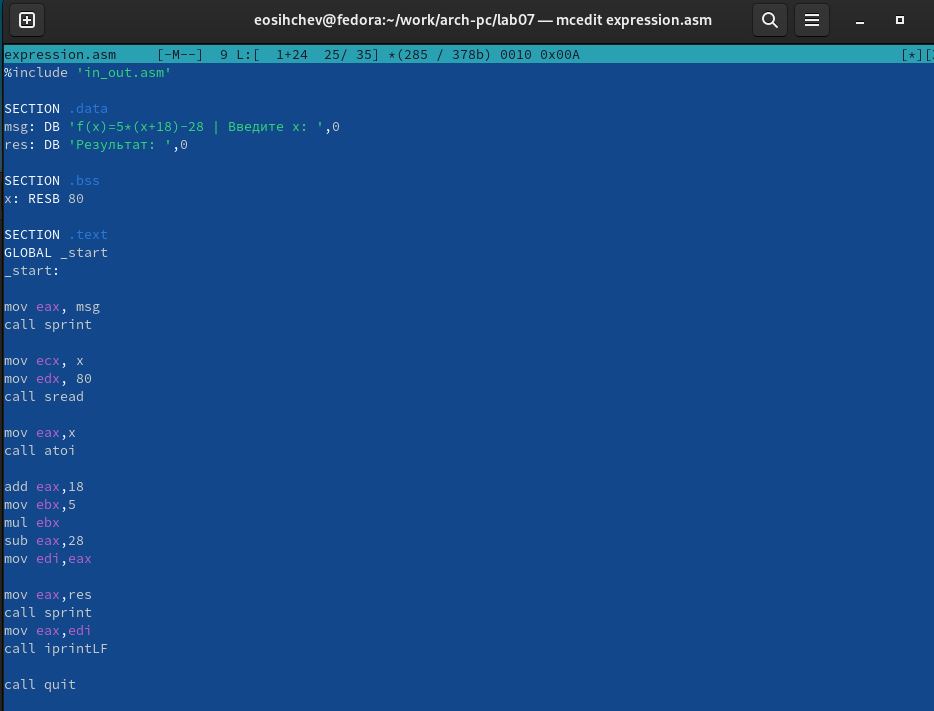 eosihchev@fedora:~/work/arch-pc/lab07 — mcedit expression.asm
expression.asm     [-M--]  9 L:[  1+24  25/ 35] *(285 / 378b) 0010 0x00A                                        [*][
%include 'in_out.asm'

SECTION .data
msg: DB 'f(x)=5*(x+18)-28 | Введите x: ',0
res: DB 'Результат: ',0

SECTION .bss
x: RESB 80

SECTION .text
GLOBAL _start
_start:

mov eax, msg
call sprint

mov ecx, x
mov edx, 80
call sread

mov eax,x
call atoi

add eax,18
mov ebx,5
mul ebx
sub eax,28
mov edi,eax

mov eax,res
call sprint
mov eax,edi
call iprintLF

call quit